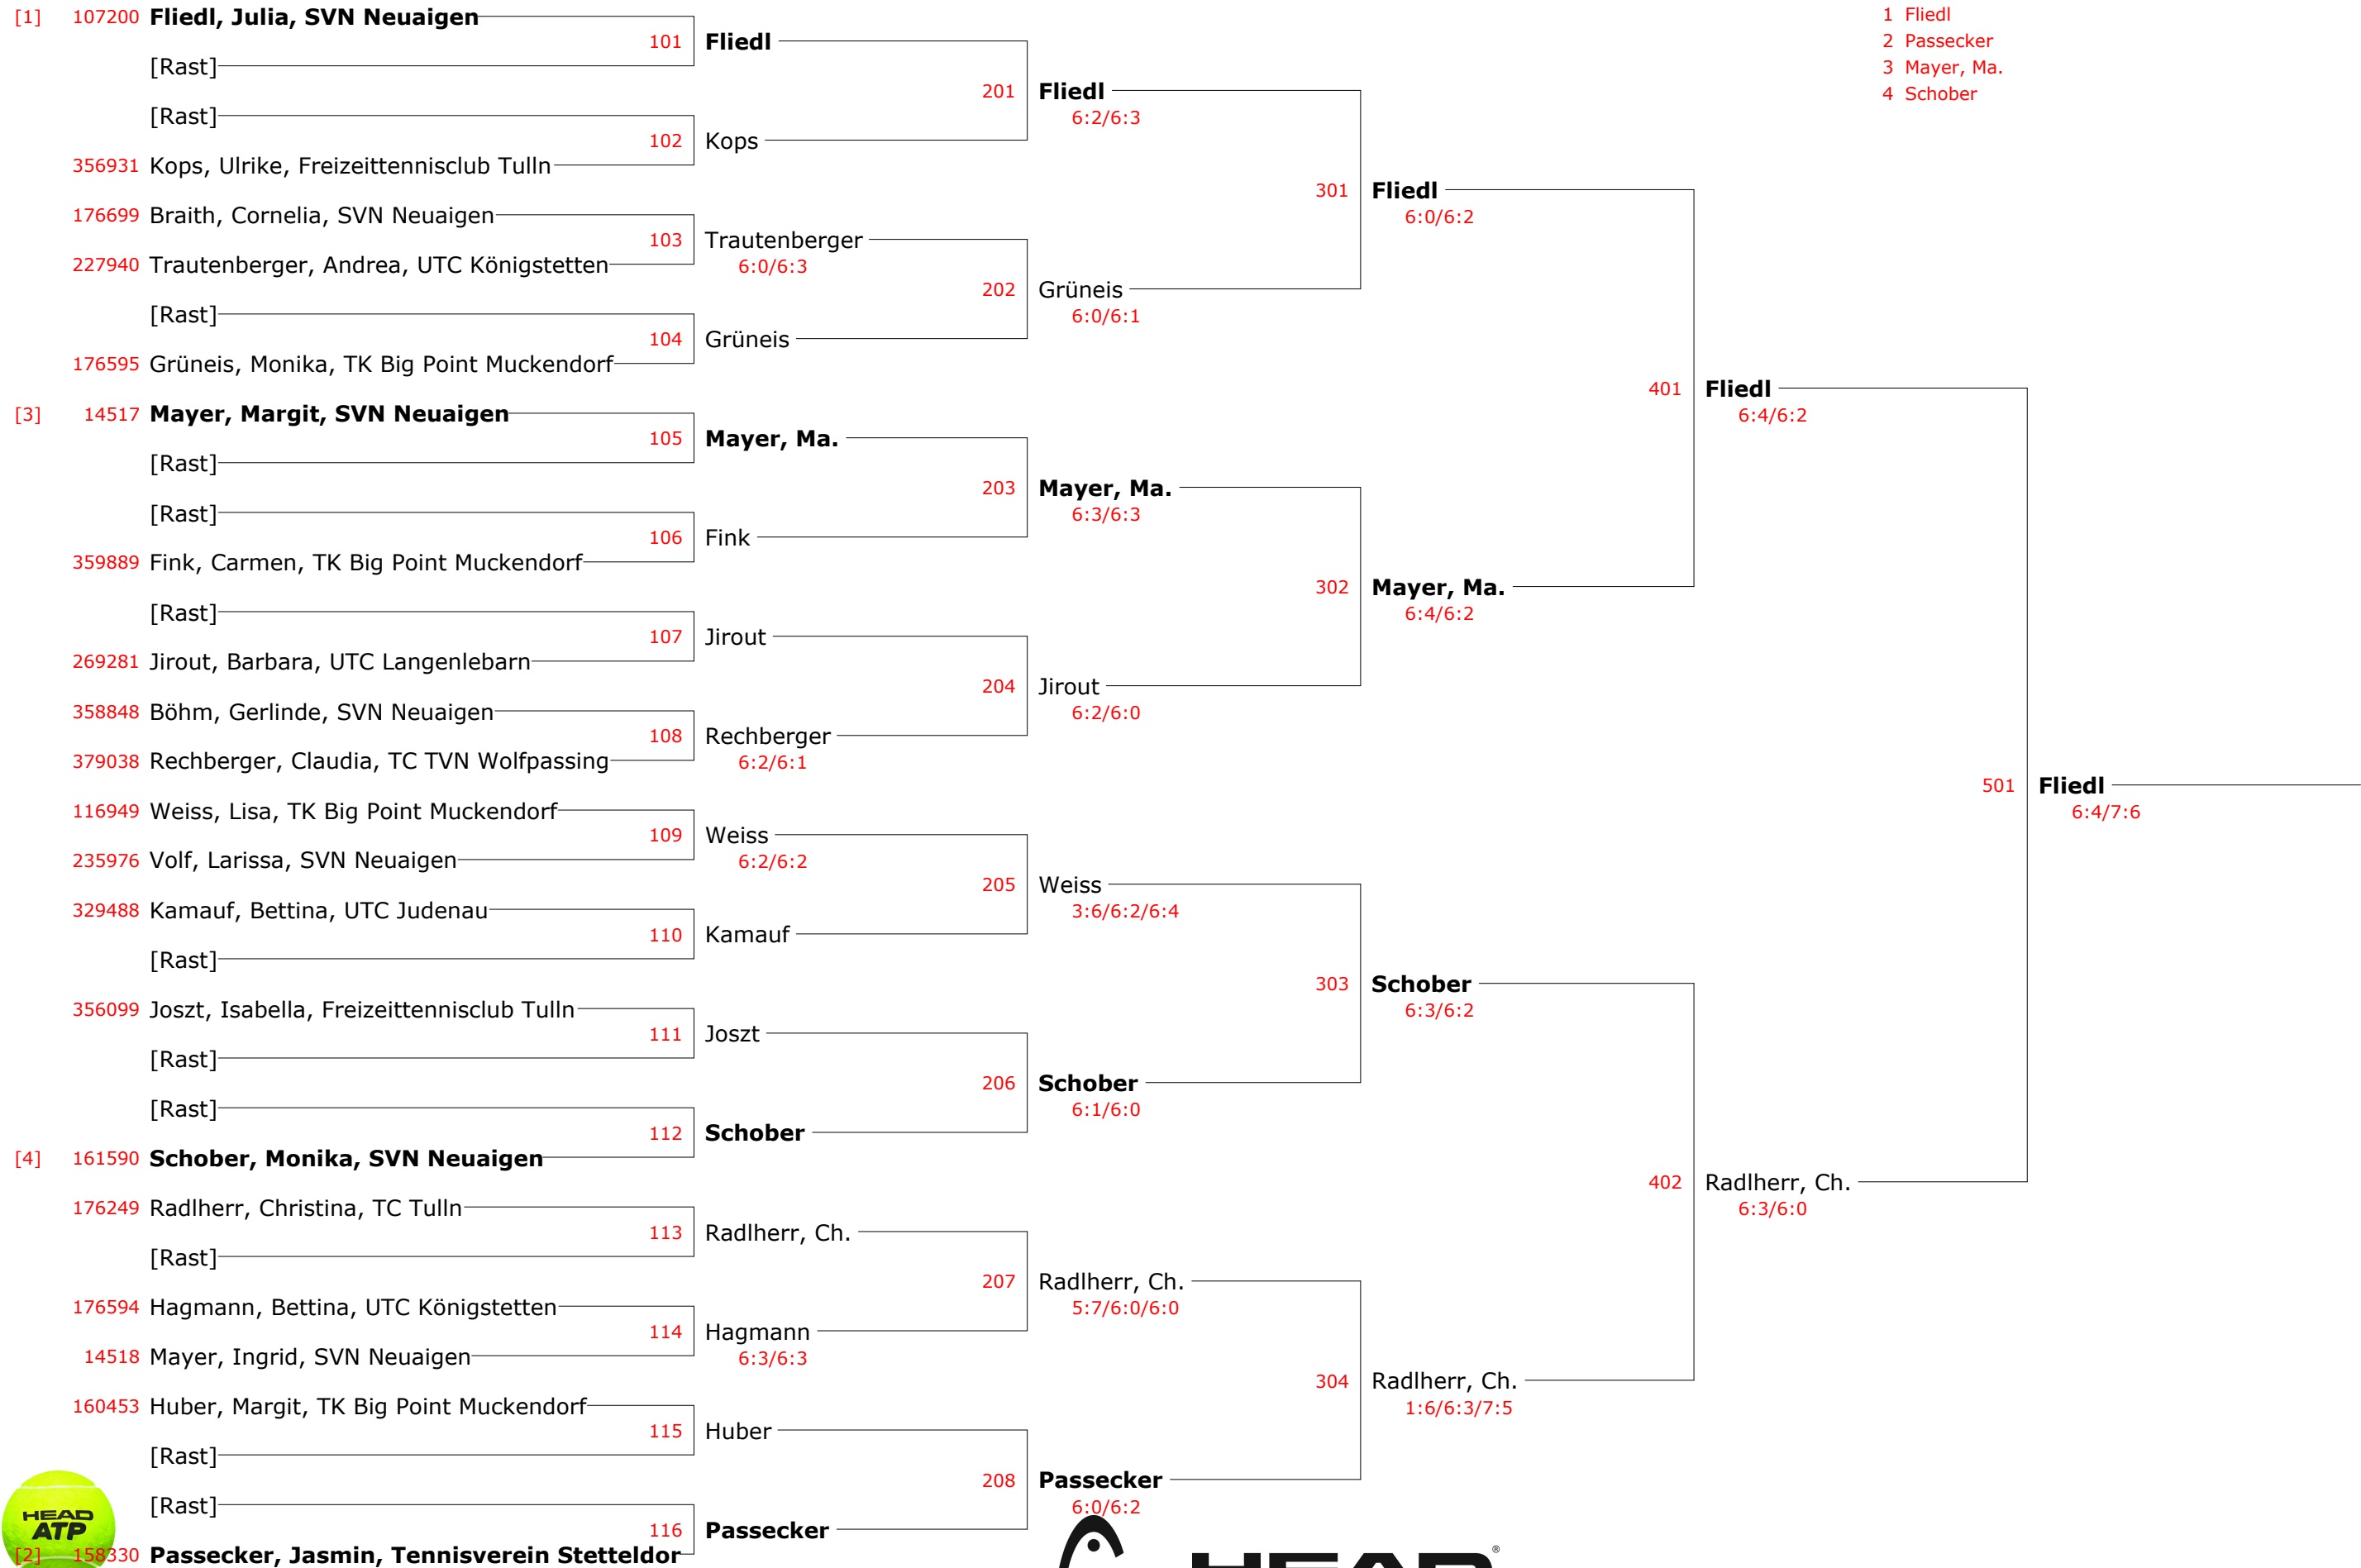 [1] 107200 Fliedl, Julia, SVN Neuaigen
[Rast]
[Rast]
356931 Kops, Ulrike, Freizeittennisclub Tulln
176699 Braith, Cornelia, SVN Neuaigen
227940 Trautenberger, Andrea, UTC Königstetten
[Rast]
176595 Grüneis, Monika, TK Big Point Muckendorf
[3] 14517 Mayer, Margit, SVN Neuaigen
[Rast]
[Rast]
359889 Fink, Carmen, TK Big Point Muckendorf
[Rast]
269281 Jirout, Barbara, UTC Langenlebarn
358848 Böhm, Gerlinde, SVN Neuaigen
379038 Rechberger, Claudia, TC TVN Wolfpassing
116949 Weiss, Lisa, TK Big Point Muckendorf
235976 Volf, Larissa, SVN Neuaigen
329488 Kamauf, Bettina, UTC Judenau
[Rast]
356099 Joszt, Isabella, Freizeittennisclub Tulln
[Rast]
[Rast]
[4] 161590 Schober, Monika, SVN Neuaigen
176249 Radlherr, Christina, TC Tulln
[Rast]
176594 Hagmann, Bettina, UTC Königstetten
14518 Mayer, Ingrid, SVN Neuaigen
160453 Huber, Margit, TK Big Point Muckendorf
[Rast]
[Rast]
[2] 158330 Passecker, Jasmin, Tennisverein Stetteldor
101 Fliedl
102 Kops
103 Trautenberger
6:0/6:3
104 Grüneis
105 Mayer, Ma.
106 Fink
107 Jirout
108 Rechberger
6:2/6:1
109 Weiss
6:2/6:2
110 Kamauf
111 Joszt
112 Schober
113 Radlherr, Ch.
114 Hagmann
6:3/6:3
115 Huber
116 Passecker
201 Fliedl
6:2/6:3
202 Grüneis
6:0/6:1
203 Mayer, Ma.
6:3/6:3
204 Jirout
6:2/6:0
205 Weiss
3:6/6:2/6:4
206 Schober
6:1/6:0
207 Radlherr, Ch.
5:7/6:0/6:0
208 Passecker
6:0/6:2
301 Fliedl
6:0/6:2
302 Mayer, Ma.
6:4/6:2
303 Schober
6:3/6:2
304 Radlherr, Ch.
1:6/6:3/7:5
401 Fliedl
6:4/6:2
402 Radlherr, Ch.
6:3/6:0
501 Fliedl
6:4/7:6
1 Fliedl
2 Passecker
3 Mayer, Ma.
4 Schober
HEAD
ATP
HEAD®